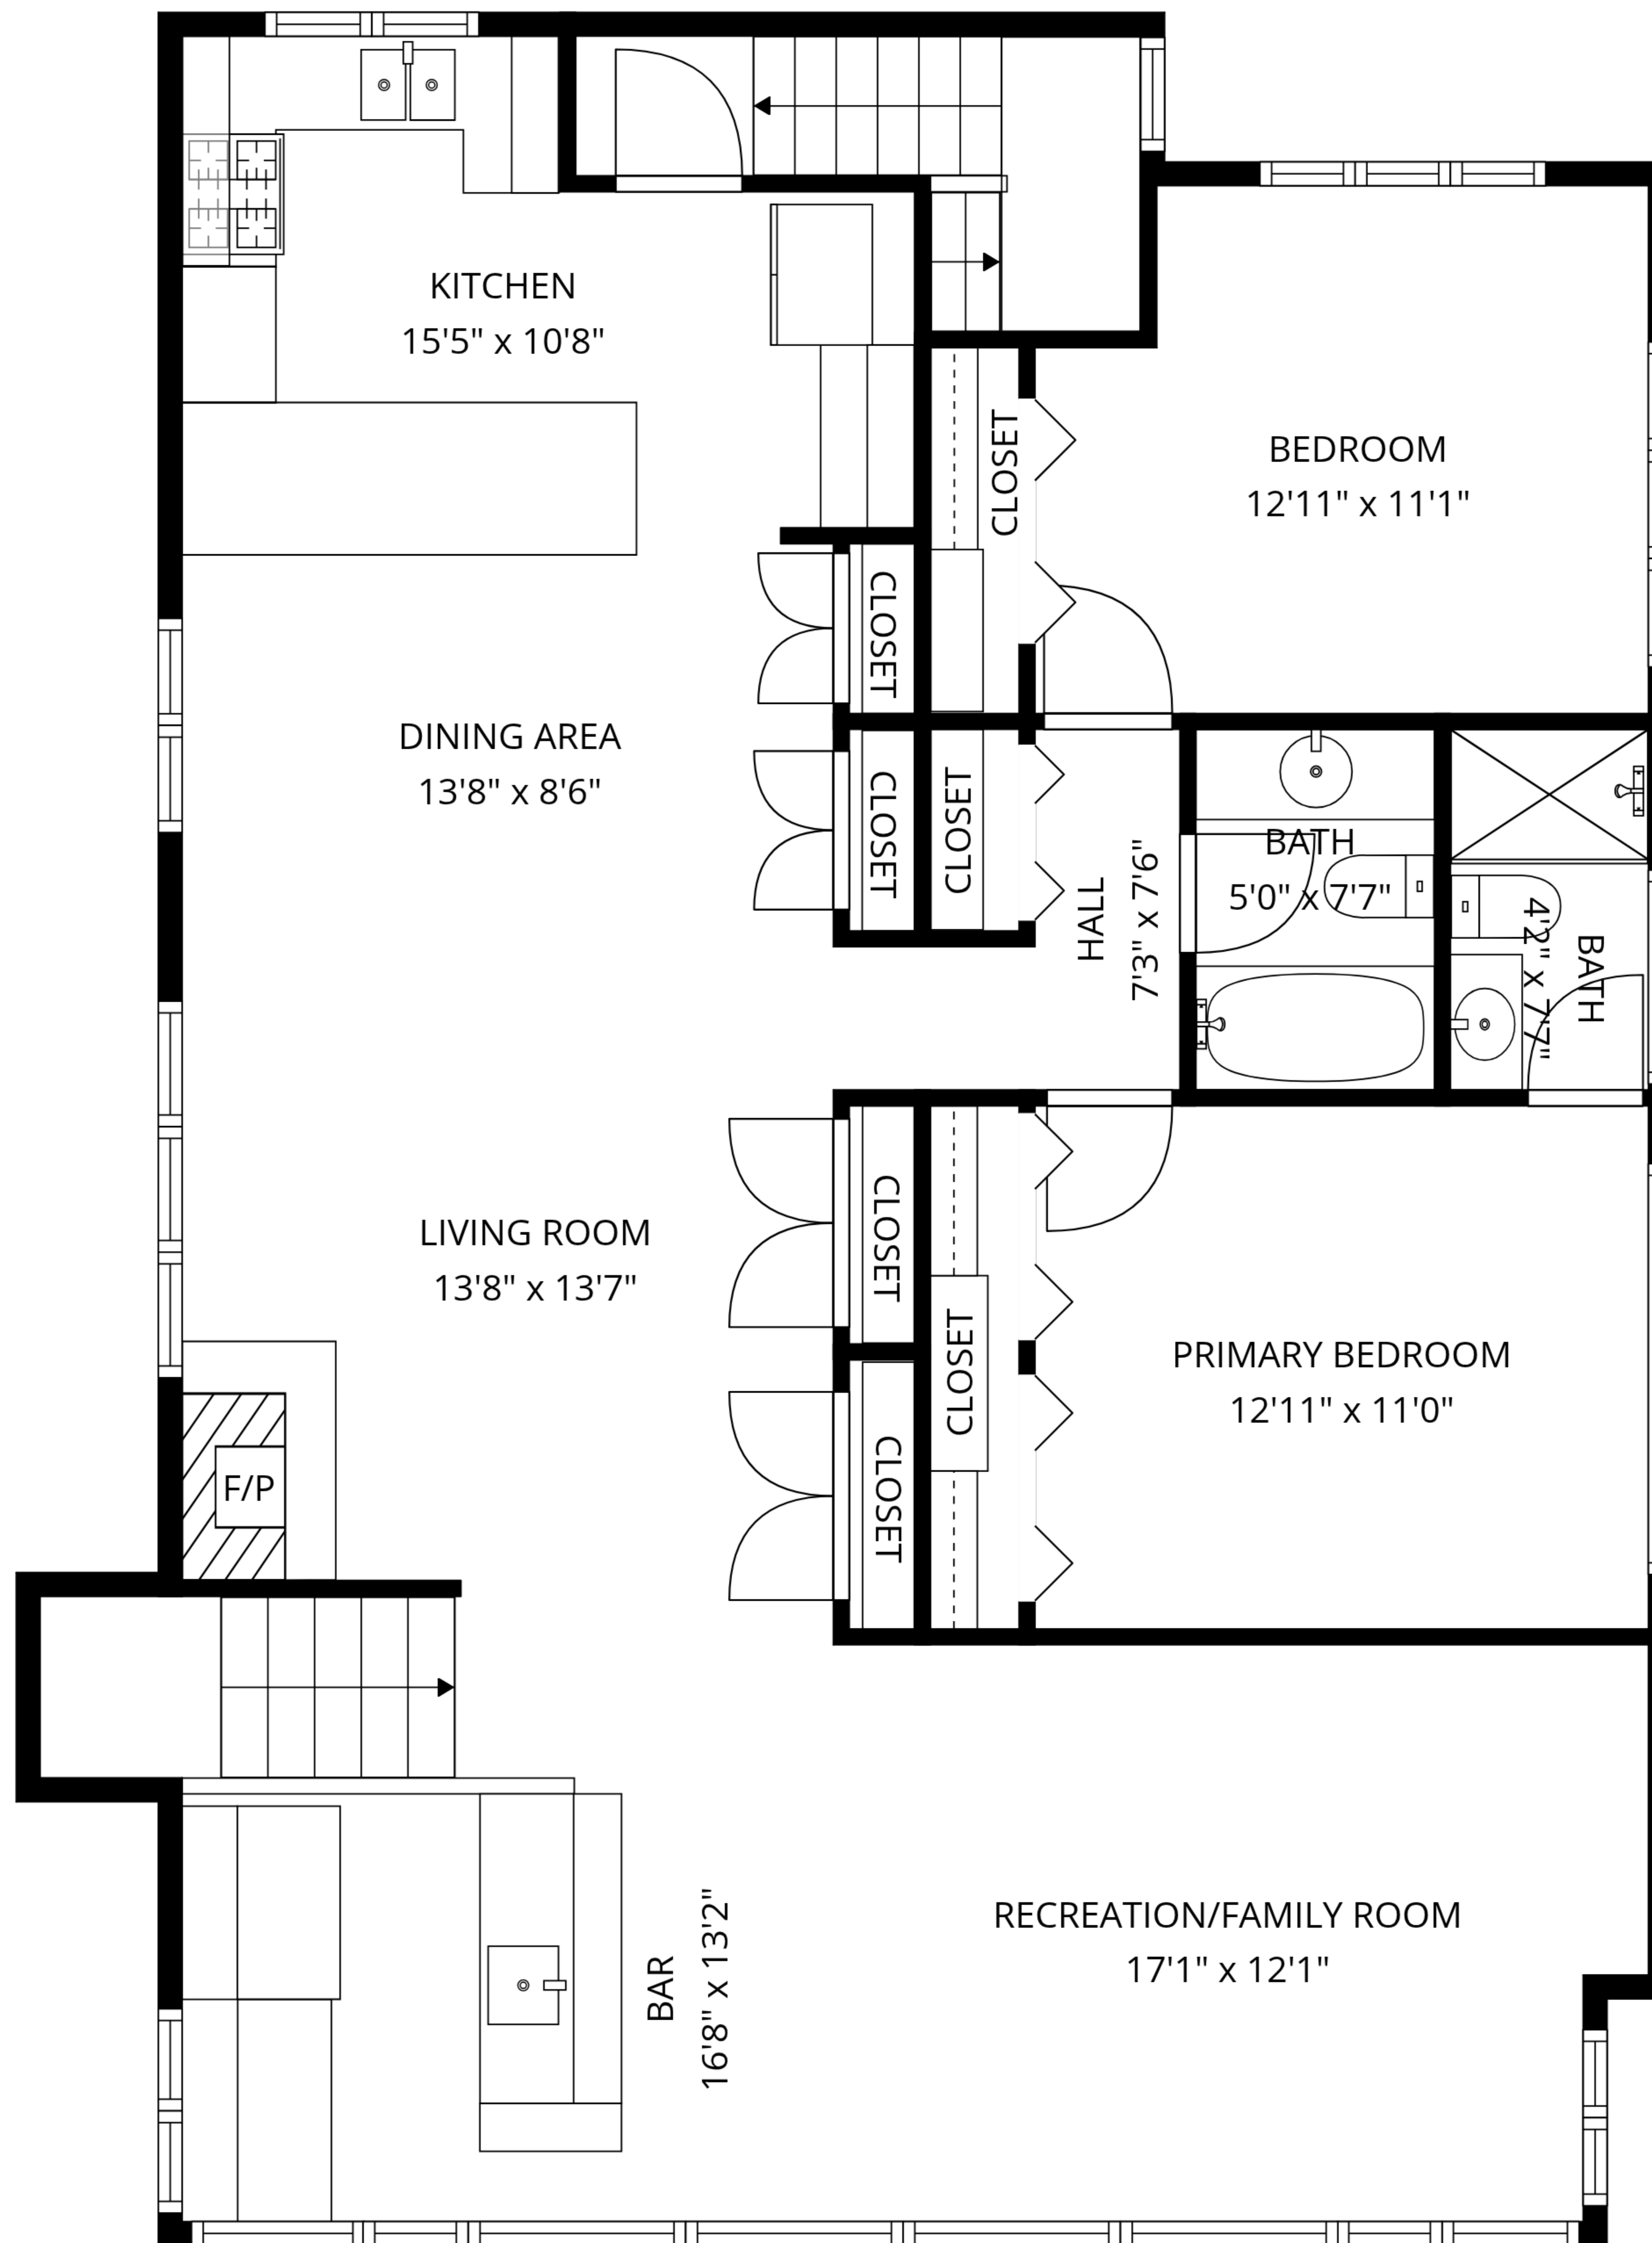 KITCHEN
15'5" x 10'8"
CLOSET
BEDROOM
12'11" x 11'1"
CLOSET
DINING AREA
13'8" x 8'6"
CLOSET
CLOSET
HALL
7'3" x 7'6"
BATH
5'0" x 7'7"
BATH
4'2" x 7'7"
LIVING ROOM
13'8" x 13'7"
CLOSET
CLOSET
PRIMARY BEDROOM
12'11" x 11'0"
F/P
CLOSET
BAR
16'8" x 13'2"
RECREATION/FAMILY ROOM
17'1" x 12'1"